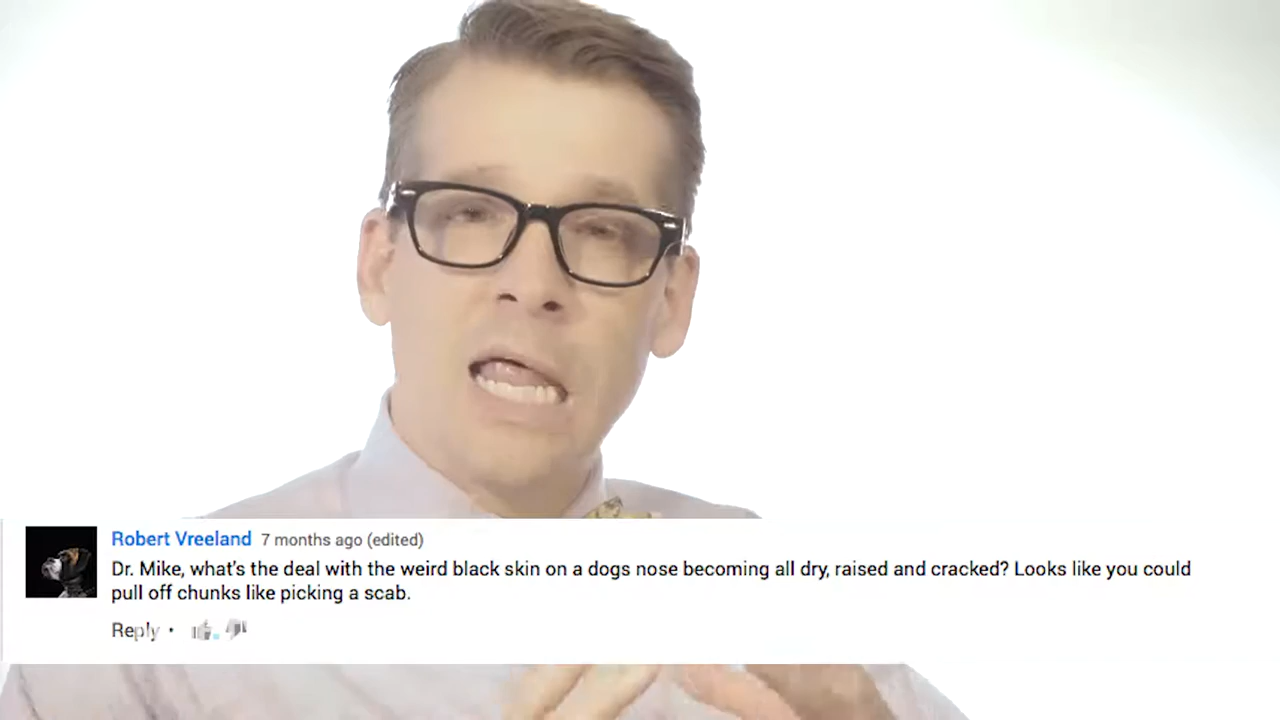 Robert Vreeland 7 months ago (edited)
Dr. Mike, what's the deal with the weird black skin on a dogs nose becoming all dry, raised and cracked? Looks like you could
pull off chunks like picking a scab.
Reply •